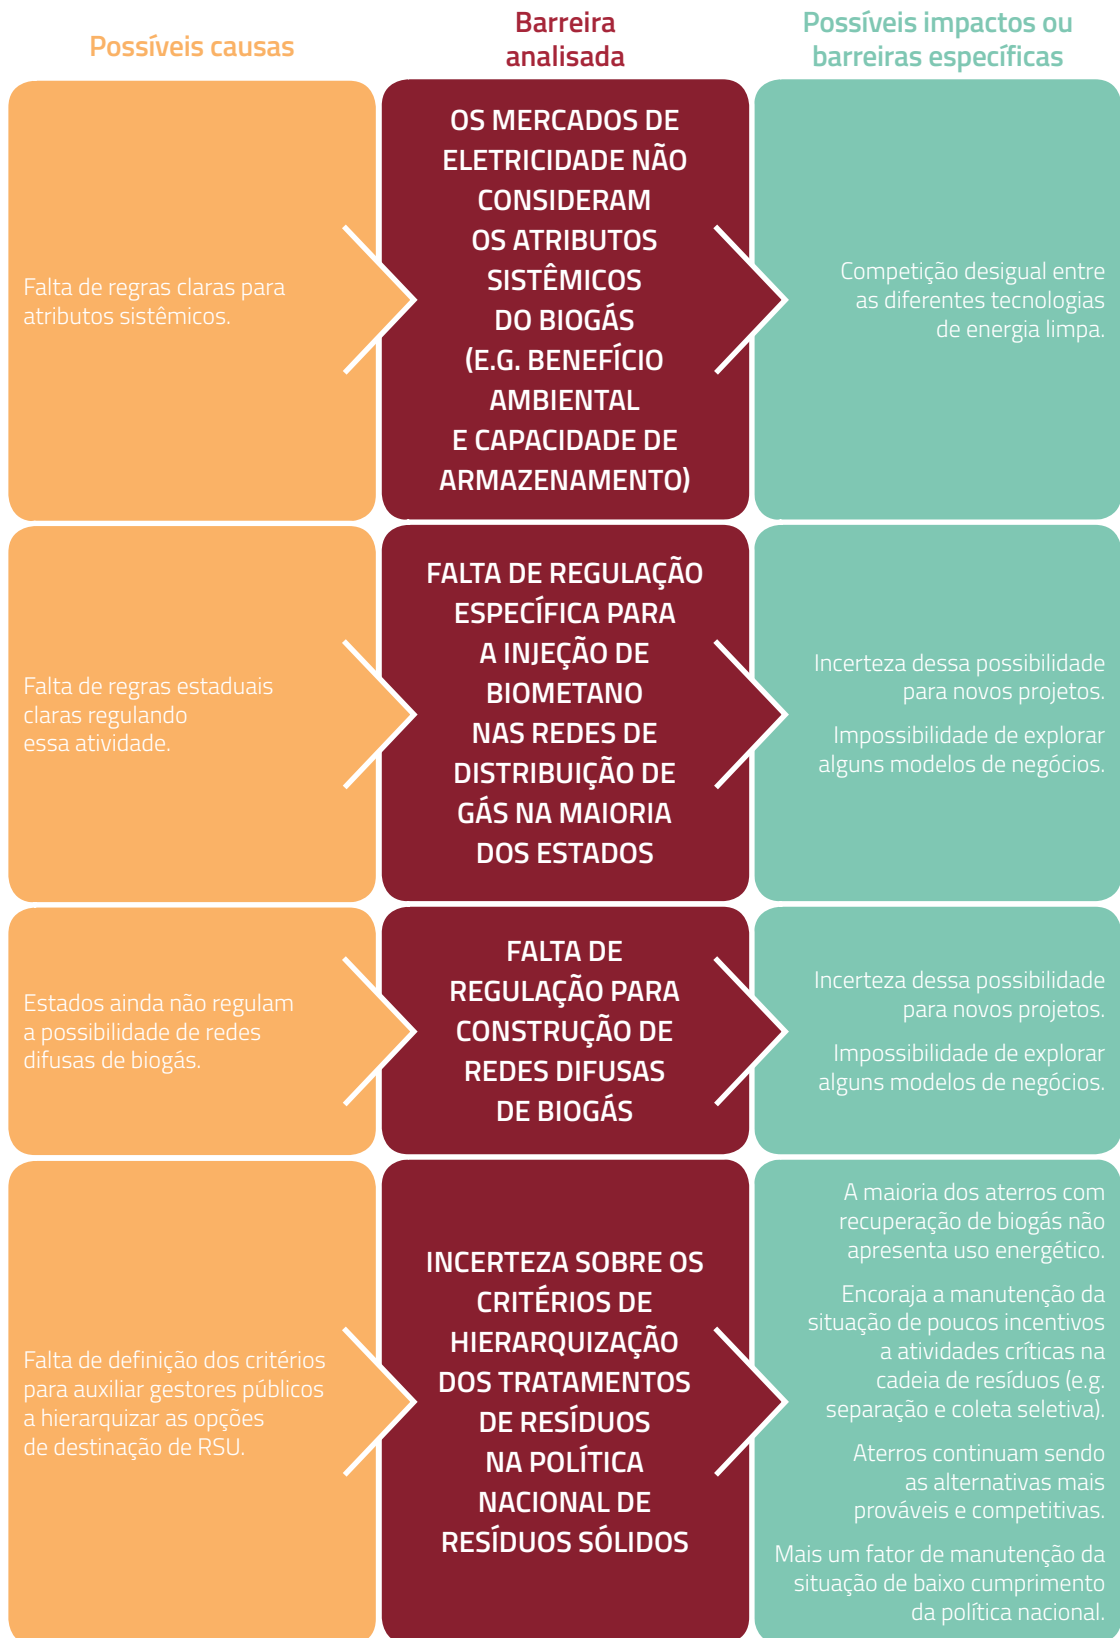 Possíveis causas
Barreira
analisada
Possíveis impactos ou
barreiras específicas
Falta de regras claras para
atributos sistêmicos.
OS MERCADOS DE
ELETRICIDADE NÃO
CONSIDERAM
OS ATRIBUTOS
SISTÊMICOS
DO BIOGÁS
(E.G. BENEFÍCIO
AMBIENTAL
E CAPACIDADE DE
ARMAZENAMENTO)
Competição desigual entre
as diferentes tecnologias
de energia limpa.
Falta de regras estaduais
claras regulando
essa atividade.
FALTA DE REGULAÇÃO
ESPECÍFICA PARA
A INJEÇÃO DE
BIOMETANO
NAS REDES DE
DISTRIBUIÇÃO DE
GÁS NA MAIORIA
DOS ESTADOS
Incerteza dessa possibilidade
para novos projetos.
Impossibilidade de explorar
alguns modelos de negócios.
Estados ainda não regulam
a possibilidade de redes
difusas de biogás.
FALTA DE
REGULAÇÃO PARA
CONSTRUÇÃO DE
REDES DIFUSAS
DE BIOGÁS
Incerteza dessa possibilidade
para novos projetos.
Impossibilidade de explorar
alguns modelos de negócios.
Falta de definição dos critérios
para auxiliar gestores públicos
a hierarquizar as opções
de destinação de RSU.
INCERTEZA SOBRE OS
CRITÉRIOS DE
HIERARQUIZAÇÃO
DOS TRATAMENTOS
DE RESÍDUOS
NA POLÍTICA
NACIONAL DE
RESÍDUOS SÓLIDOS
A maioria dos aterros com
recuperação de biogás não
apresenta uso energético.
Encoraja a manutenção da
situação de poucos incentivos
a atividades críticas na
cadeia de resíduos (e.g.
separação e coleta seletiva).
Aterros continuam sendo
as alternativas mais
prováveis e competitivas.
Mais um fator de manutenção da
situação de baixo cumprimento
da política nacional.